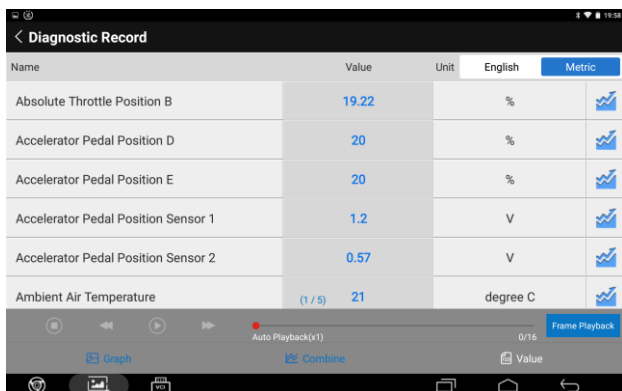 19:58
Diagnostic Record
Name Value Unit English Metric
Absolute Throttle Position B 19.22 %
Accelerator Pedal Position D 20 %
Accelerator Pedal Position E 20 %
Accelerator Pedal Position Sensor 1 1.2 V
Accelerator Pedal Position Sensor 2 0.57 V
Ambient Air Temperature (1 / 5) 21 degree C
Auto Playback(x1) 0/16 Frame Playback
Graph Combine Value
VCI